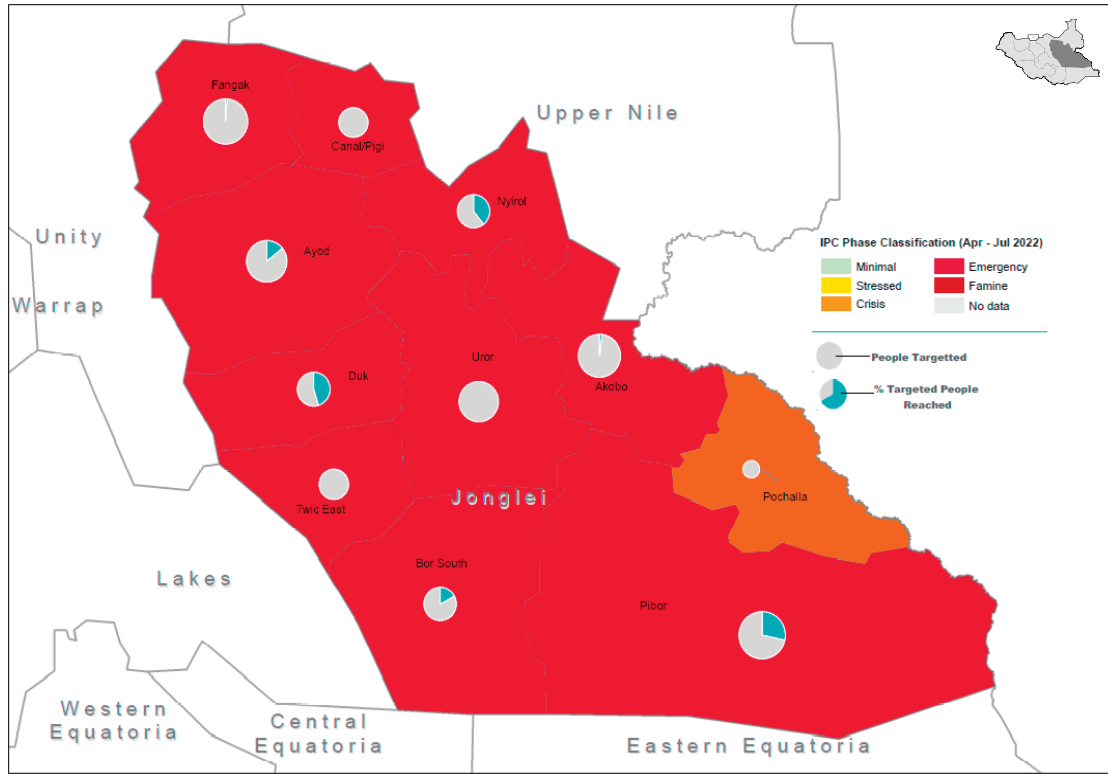 Fangak
Canal/Pigi
Upper Nile
Nyirol
Unity
Ayod
IPC Phase Classification (Apr - Jul 2022)
Minimal
Emergency
Stressed
Famine
Crisis
No data
Warrap
People Targetted
% Targeted People
Reached
Uror
Duk
Akobo
Jonglei
Pochalla
Twic East
Bor South
Lakes
Pibor
Western
Equatoria
Central
Equatoria
Eastern Equatoria